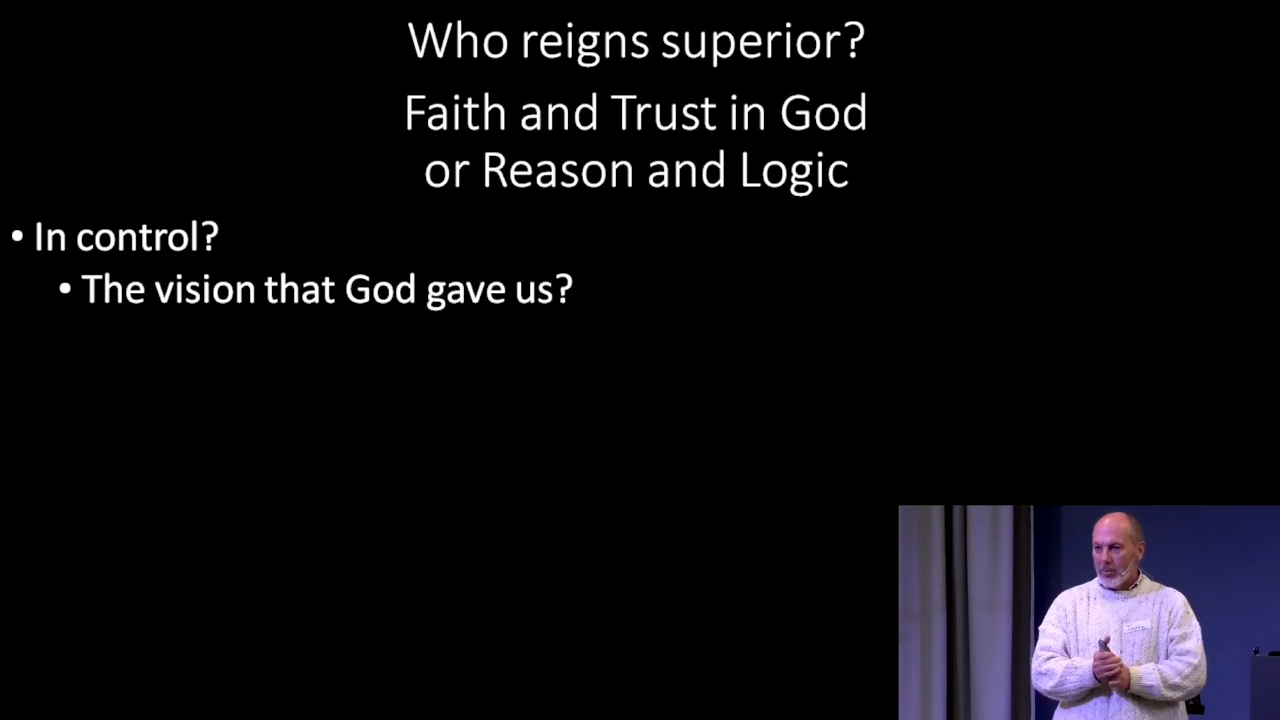 Who reigns superior?
Faith and Trust in God
or Reason and Logic
• In control?
• The vision that God gave us?